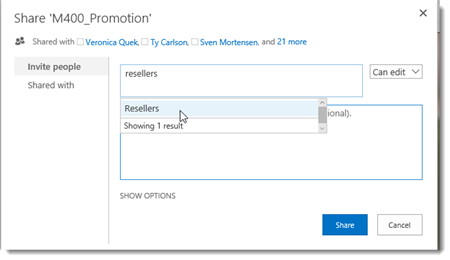 Share 'M400_Promotion'
Shared with Veronica Quek, Ty Carlson, Sven Mortensen, and 21 more
Invite people
Shared with
resellers
Can edit
Resellers
Showing 1 result
ional).
SHOW OPTIONS
Share
Cancel